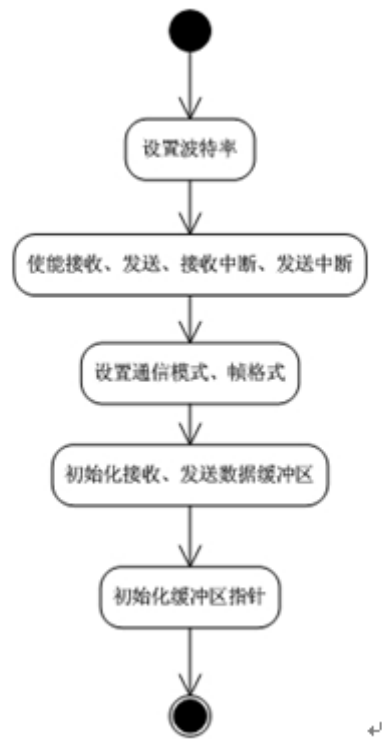 设置波特率
使能接收、发送、接收中断、发送中断
设置通信模式、帧格式
初始化接收、发送数据缓冲区
初始化缓冲区指针